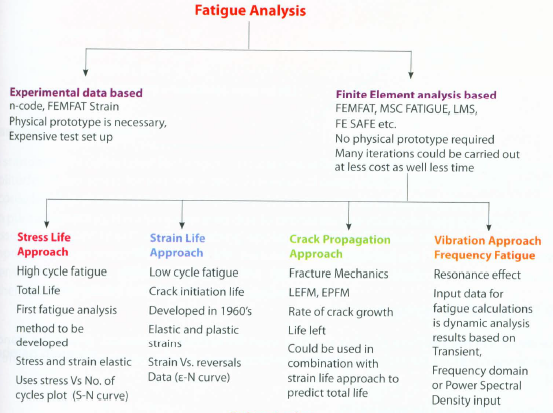 Fatigue Analysis
Experimental data based
n-code, FEMFAT Strain
Physical prototype is necessary,
Expensive test set up
Finite Element analysis based
FEMFAT, MSC FATIGUE, LMS,
FE SAFE etc.
No physical prototype required
Many iterations could be carried out
at less cost as well less time
Stress Life
Approach
High cycle fatigue
Total Life
First fatigue analysis
method to be
developed
Stress and strain elastic
Uses stress Vs No. of
cycles plot (S-N curve)
Strain Life
Approach
Low cycle fatigue
Crack initiation life
Developed in 1960's
Elastic and plastic
strains
Strain Vs. reversals
Data (ε-N curve)
Crack Propagation
Approach
Fracture Mechanics
LEFM, EPFM
Rate of crack growth
Life left
Could be used in
combination with
strain life approach to
predict total life
Vibration Approach
Frequency Fatigue
Resonance effect
Input data for
fatigue calculations
is dynamic analysis
results based on
Transient,
Frequency domain
or Power Spectral
Density input